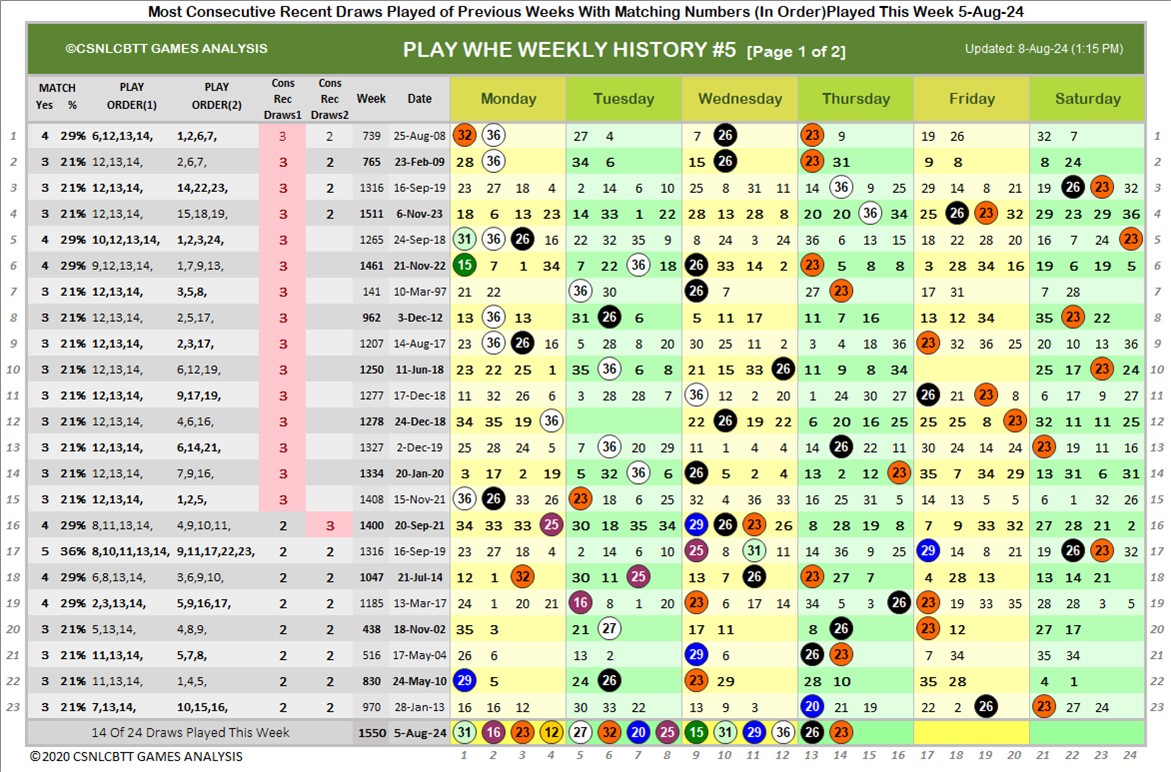 Most Consecutive Recent Draws Played of Previous Weeks With Matching Numbers (In Order)Played This Week 5-Aug-24
©CSNLCBTT GAMES ANALYSIS PLAY WHE WEEKLY HISTORY #5 [Page 1 of 2] Updated: 8-Aug-24 (1:15 PM)
MATCH Yes % PLAY ORDER(1) PLAY ORDER(2) Cons Rec Draws1 Cons Rec Draws2 Week Date Monday Tuesday Wednesday Thursday Friday Saturday
1 4 29% 6,12,13,14, 1,2,6,7, 3 2 739 25-Aug-08 32 36 27 4 7 26 23 9 19 26 32 7 1
2 3 21% 12,13,14, 2,6,7, 3 2 765 23-Feb-09 28 36 34 6 15 26 23 31 9 8 8 24 2
3 3 21% 12,13,14, 14,22,23, 3 2 1316 16-Sep-19 23 27 18 4 2 14 6 10 25 8 31 11 14 36 9 25 29 14 8 21 19 26 23 32 3
4 3 21% 12,13,14, 15,18,19, 3 2 1511 6-Nov-23 18 6 13 23 14 33 1 22 28 13 28 8 20 20 36 34 25 26 23 32 29 23 29 36 4
5 4 29% 10,12,13,14, 1,2,3,24, 3 1265 24-Sep-18 31 36 26 16 22 32 35 9 8 24 3 24 36 6 13 15 18 22 28 20 16 7 24 23 5
6 4 29% 9,12,13,14, 1,7,9,13, 3 1461 21-Nov-22 15 7 1 34 7 22 36 18 26 33 14 2 23 5 8 8 3 28 34 16 19 6 19 5 6
7 3 21% 12,13,14, 3,5,8, 3 141 10-Mar-97 21 22 36 30 26 7 27 23 17 31 7 28 7
8 3 21% 12,13,14, 2,5,17, 3 962 3-Dec-12 13 36 13 31 26 6 5 11 17 11 7 16 13 12 34 35 23 22 8
9 3 21% 12,13,14, 2,3,17, 3 1207 14-Aug-17 23 36 26 16 5 28 8 20 30 25 11 2 3 4 18 36 23 32 36 25 20 10 13 36 9
10 3 21% 12,13,14, 6,12,19, 3 1250 11-Jun-18 23 22 25 1 35 36 6 8 21 15 33 26 11 9 8 34 25 17 23 24 10
11 3 21% 12,13,14, 9,17,19, 3 1277 17-Dec-18 11 32 26 6 3 28 28 7 36 12 2 20 1 24 30 27 26 21 23 8 6 17 9 27 11
12 3 21% 12,13,14, 4,6,16, 3 1278 24-Dec-18 34 35 19 36 22 26 19 22 6 20 16 25 25 25 8 23 32 11 11 25 12
13 3 21% 12,13,14, 6,14,21, 3 1327 2-Dec-19 25 28 24 5 7 36 20 29 11 1 4 4 14 26 22 11 30 24 14 24 23 19 11 16 13
14 3 21% 12,13,14, 7,9,16, 3 1334 20-Jan-20 3 17 2 19 5 32 36 6 26 5 2 4 13 2 12 23 35 7 34 29 13 31 6 31 14
15 3 21% 12,13,14, 1,2,5, 3 1408 15-Nov-21 36 26 33 26 23 18 6 25 32 4 36 33 16 25 31 5 14 13 5 5 6 1 32 26 15
16 4 29% 8,11,13,14, 4,9,10,11, 2 3 1400 20-Sep-21 34 33 33 25 30 18 35 34 29 26 23 26 8 28 19 8 7 9 33 32 27 28 21 2 16
17 5 36% 8,10,11,13,14, 9,11,17,22,23, 2 2 1316 16-Sep-19 23 27 18 4 2 14 6 10 25 8 31 11 14 36 9 25 29 14 8 21 19 26 23 32 17
18 4 29% 6,8,13,14, 3,6,9,10, 2 2 1047 21-Jul-14 12 1 32 30 11 25 13 7 26 23 27 7 4 28 13 13 14 21 18
19 4 29% 2,3,13,14, 5,9,16,17, 2 2 1185 13-Mar-17 24 1 20 21 16 8 1 20 23 6 17 14 34 5 3 26 23 19 33 35 28 28 3 5 19
20 3 21% 5,13,14, 4,8,9, 2 2 438 18-Nov-02 35 3 21 27 17 11 8 26 23 12 27 17 20
21 3 21% 11,13,14, 5,7,8, 2 2 516 17-May-04 26 6 13 2 29 6 26 23 7 34 35 34 21
22 3 21% 11,13,14, 1,4,5, 2 2 830 24-May-10 29 5 24 26 23 29 28 10 35 28 4 1 22
23 3 21% 7,13,14, 10,15,16, 2 2 970 28-Jan-13 16 16 12 30 33 22 13 9 3 20 21 19 22 2 26 23 27 24 23
14 Of 24 Draws Played This Week 1550 5-Aug-24 31 16 23 12 27 32 20 25 15 31 29 36 26 23
©2020 CSNLCBTT GAMES ANALYSIS 1 2 3 4 5 6 7 8 9 10 11 12 13 14 15 16 17 18 19 20 21 22 23 24